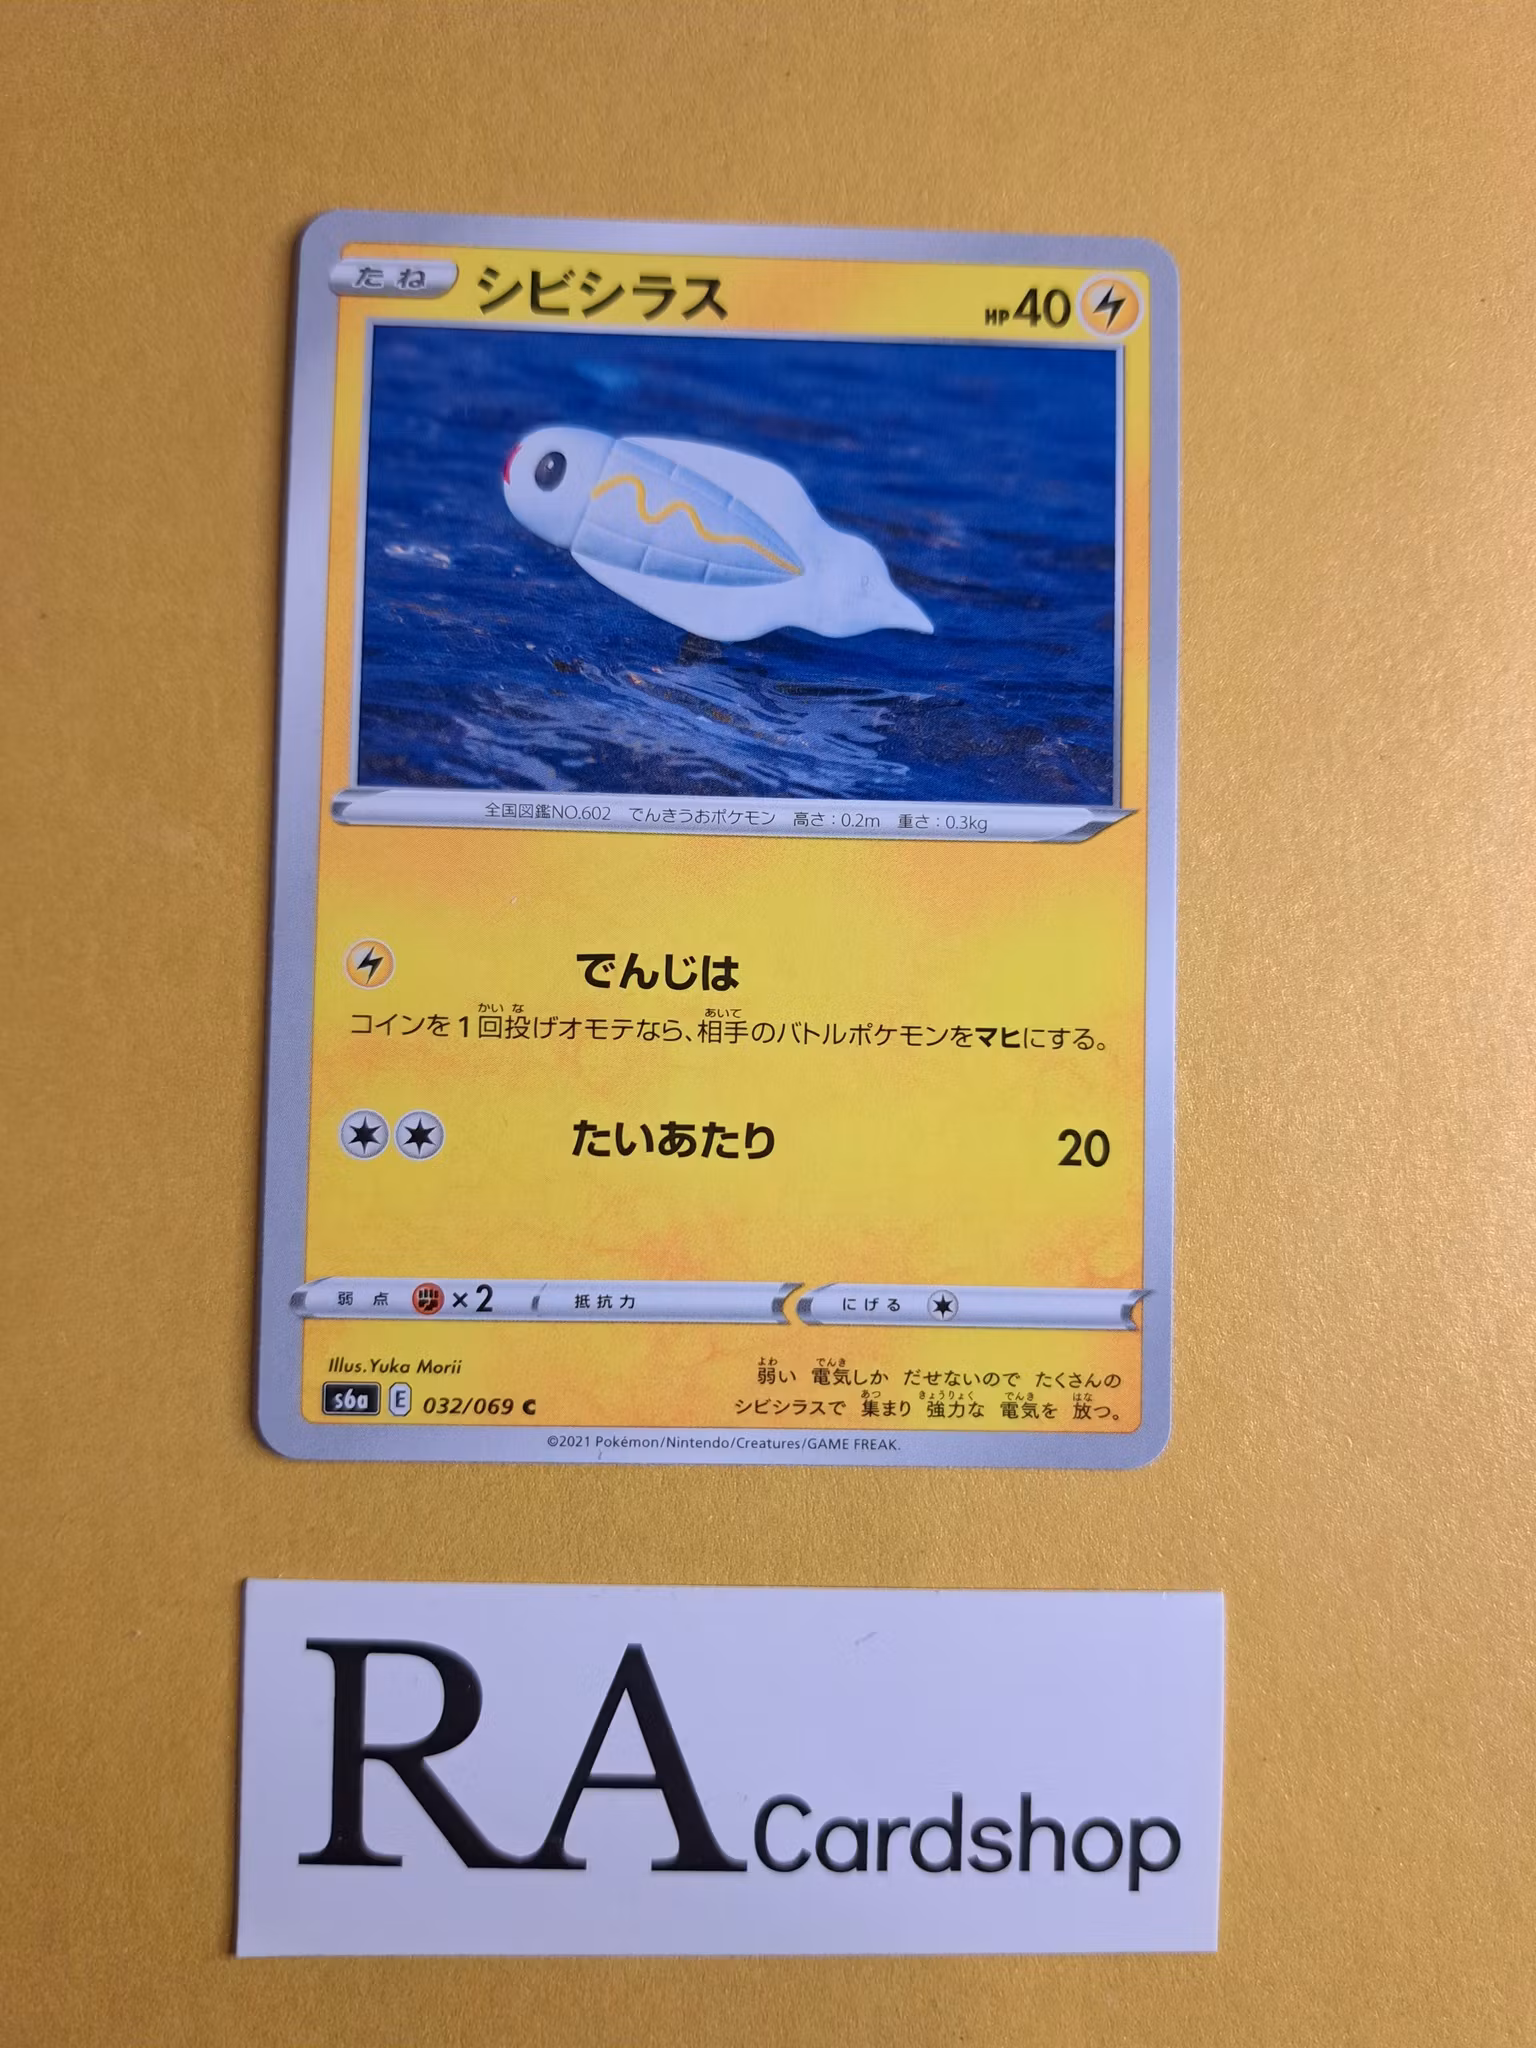 たね シビシラス HP40
全国図鑑NO.602 でんきうおポケモン 高さ:0.2m 重さ:0.3kg
でんじは
コインを1回投げオモテなら、相手のバトルポケモンをマヒにする。
たいあたり 20
弱点 ×2 抵抗力 にげる
Illus.Yuka Morii
弱い 電気しか だせないので たくさんの
シビシラスで 集まり 強力な 電気を 放つ。
s6a E 032/069 C
©2021 Pokémon/Nintendo/Creatures/GAME FREAK.
RA Cardshop